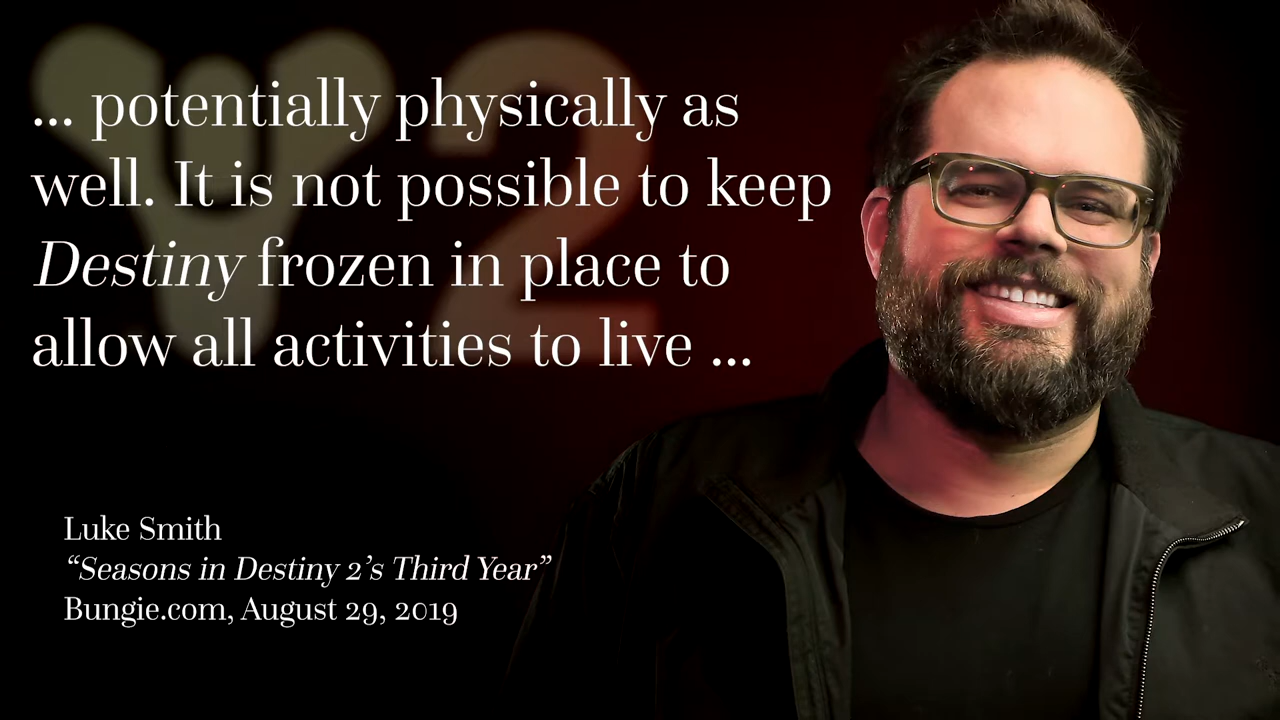 ... potentially physically as
well. It is not possible to keep
Destiny frozen in place to
allow all activities to live ...
2
Luke Smith
“Seasons in Destiny 2’s Third Year”
Bungie.com, August 29, 2019